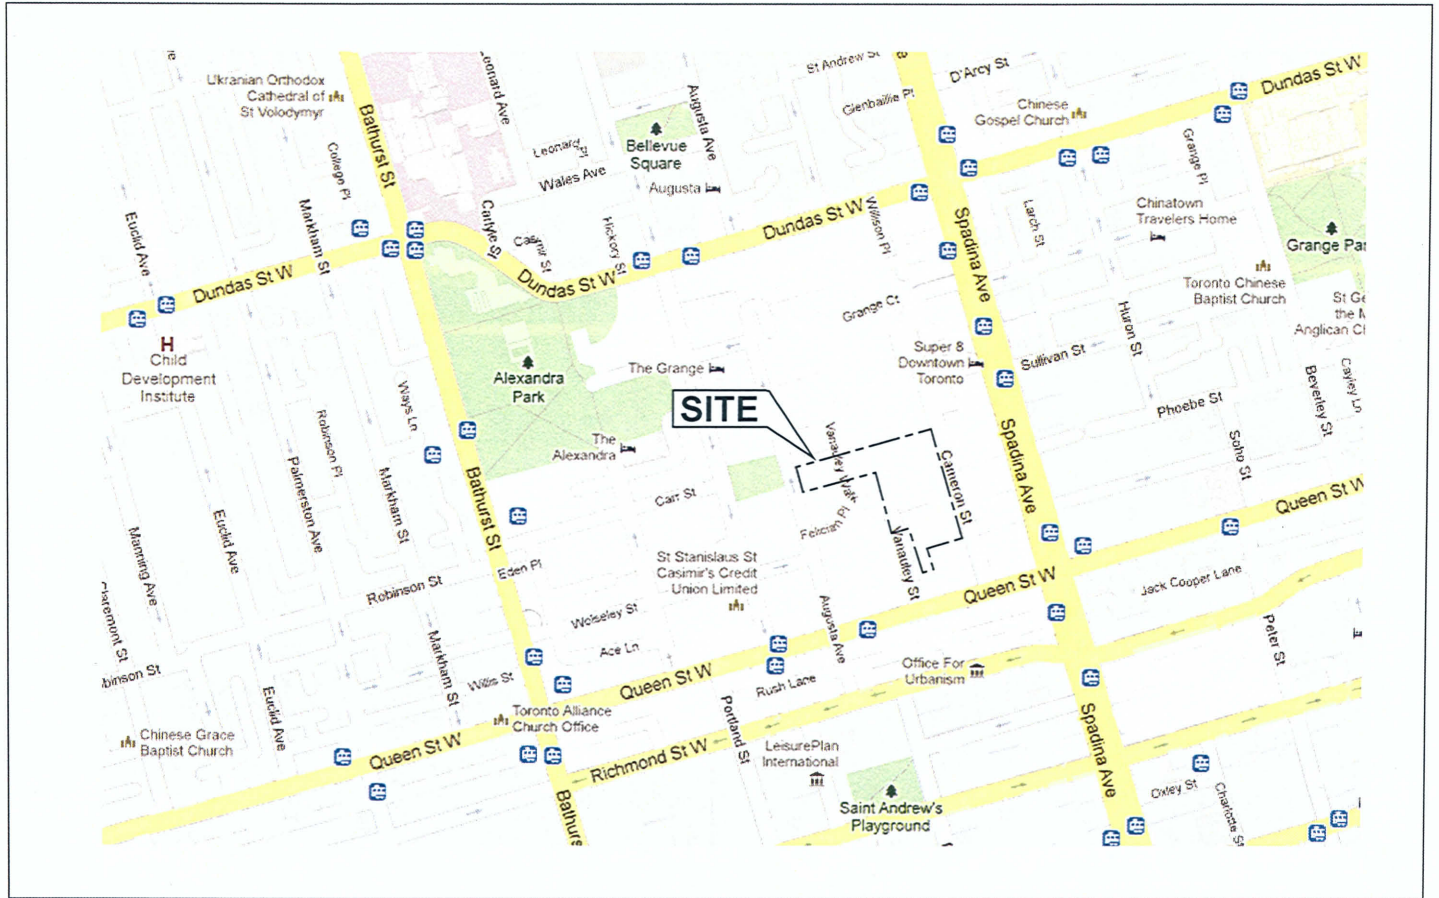 St Andrew St
D'Arcy St
Dundas St W
Ukranian Orthodox
Cathedral of
St Volodymyr
Bathurst St
Leonard Ave
Augusta Ave
Glenbaillie Pl
Chinese
Gospel Church
Bellevue
Square
Leonard Pl
Wales Ave
College Pl
Grange Pl
Augusta
Markham St
Euclid Ave
Carlyle St
Casimir St
Hickory St
Dundas St W
Willison Pl
Spadina Ave
Larch St
Chinatown
Travelers Home
Grange Par
Dundas St W
Dundas St W
Toronto Chinese
Baptist Church
Grange Ct
Huron St
St Ge
the M
Anglican Ch
H
Child
Development
Institute
Alexandra
Park
The Grange
Super 8
Downtown
Toronto
Sullivan St
Beverley St
Cayley Ln
Ways Ln
SITE
Phoebe St
Robinson Pl
Palmerston Ave
Markham St
The
Alexandra
Vanauley Walk
Cameron St
Spadina Ave
Soho St
Bathurst St
Carr St
Felician Pl
Queen St W
Manning Ave
Euclid Ave
Vanauley St
Eden Pl
St Stanislaus St
Casimir's Credit
Union Limited
Queen St W
Jack Cooper Lane
Robinson St
Claremont St
Wolseley St
Augusta Ave
Peter St
Markham St
Ace Ln
binson St
Willis St
Queen St W
Rush Lane
Office For
Urbanism
Euclid Ave
Chinese Grace
Baptist Church
Toronto Alliance
Church Office
Portland St
Queen St W
Richmond St W
LeisurePlan
International
Spadina Ave
Oxley St
Charlotte St
Bathurs
Saint Andrew's
Playground